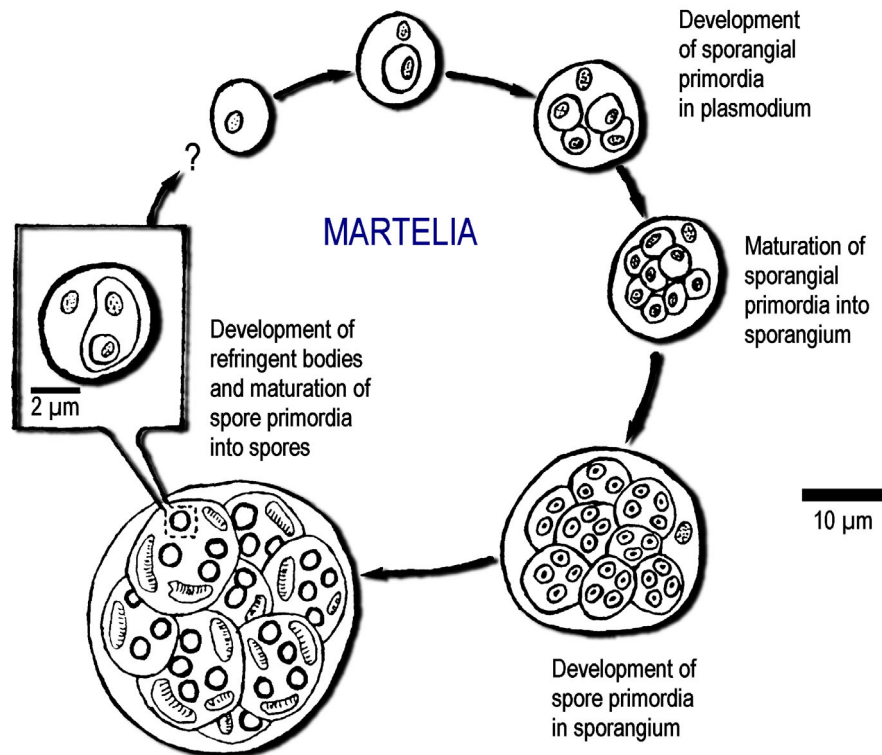 Development
of sporangial
primordia
in plasmodium
?
MARTELIA
Maturation of
sporangial
primordia into
sporangium
Development of
refringent bodies
and maturation of
spore primordia
into spores
2 µm
10 µm
Development of
spore primordia
in sporangium